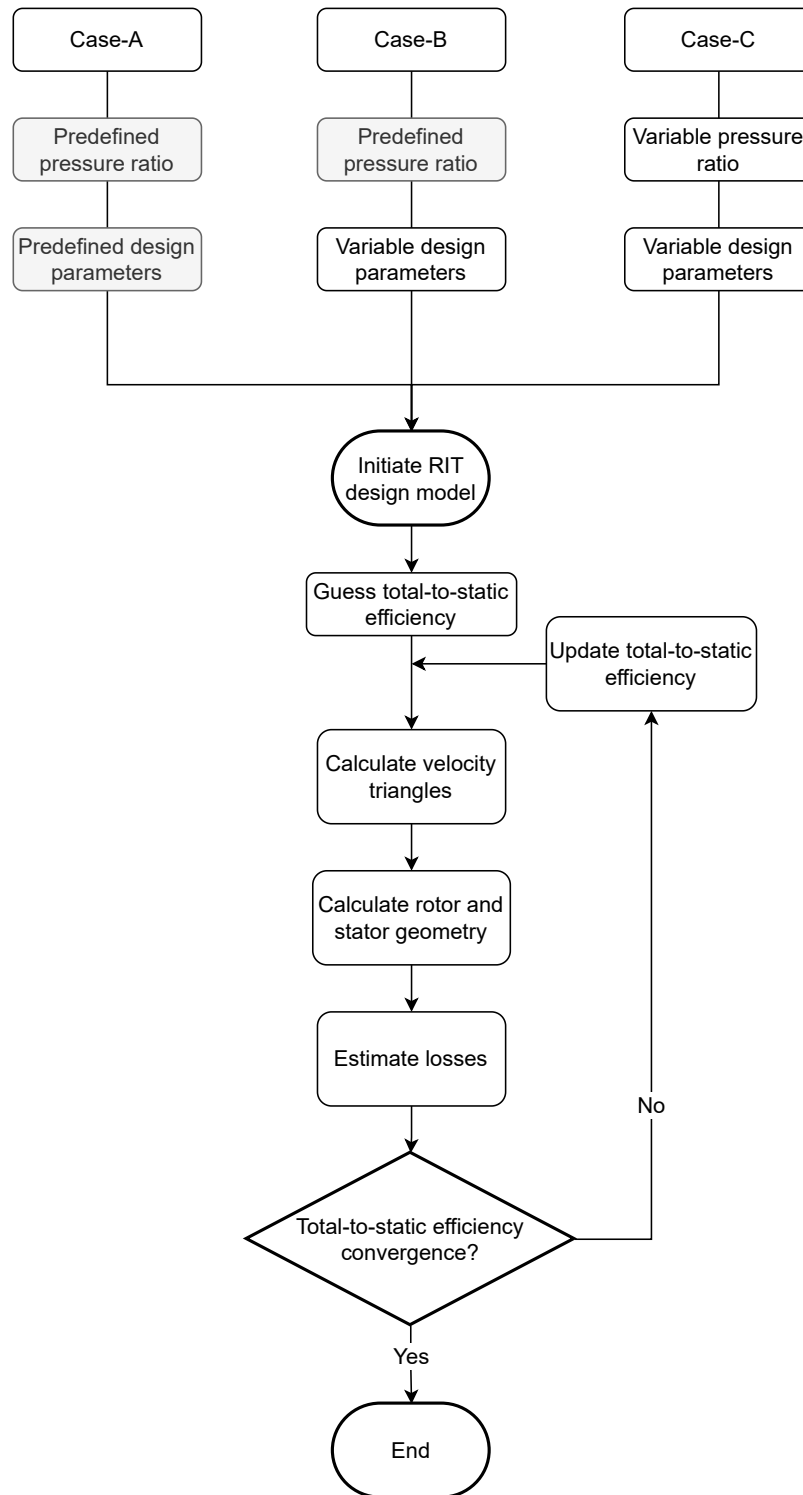 Case-A
Case-B
Case-C
Predefined
pressure ratio
Predefined
pressure ratio
Variable pressure
ratio
Predefined design
parameters
Variable design
parameters
Variable design
parameters
Initiate RIT
design model
Guess total-to-static
efficiency
Update total-to-static
efficiency
Calculate velocity
triangles
Calculate rotor and
stator geometry
Estimate losses
No
Total-to-static efficiency
convergence?
Yes
End